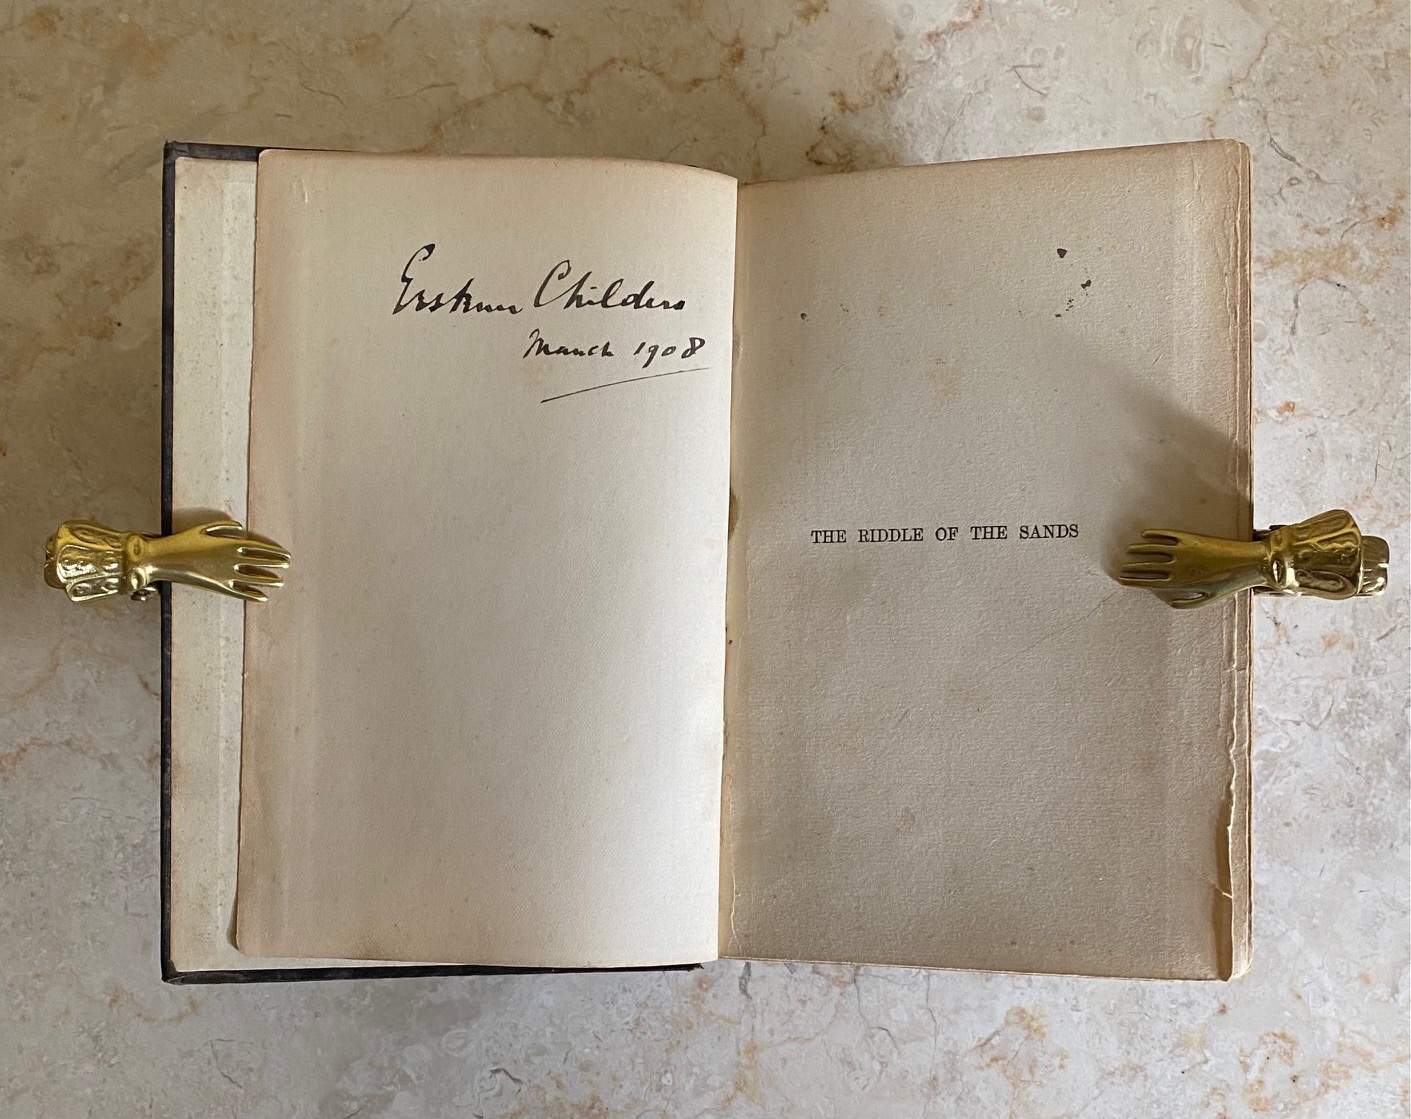 Erskine Childers
March 1908
THE RIDDLE OF THE SANDS